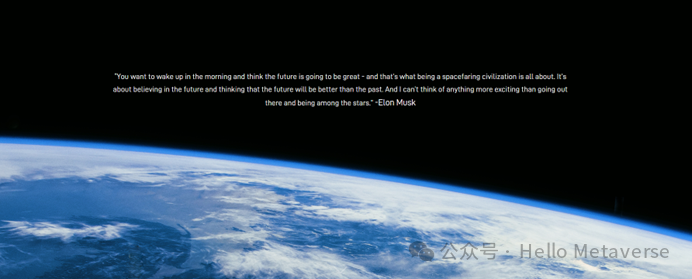 "You want to wake up in the morning and think the future is going to be great - and that's what being a spacefaring civilization is all about. It's
about believing in the future and thinking that the future will be better than the past. And I can't think of anything more exciting than going out
there and being among the stars." -Elon Musk
公众号 · Hello Metaverse